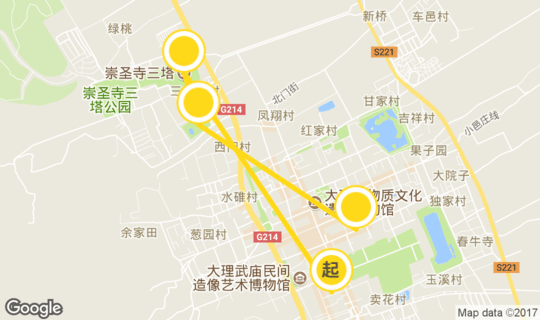 新桥
车邑村
绿桃
S221
崇圣寺三塔
崇圣寺三
塔公园
三
G214
北门街
凤翔村
甘家村
吉祥村
小邑庄线
红家村
西门村
果子园
大院子
水碓村
大
物质文化
馆
独家村
余家田
葱园村
G214
春牛寺
大理武庙民间
造像艺术博物馆
起
S221
玉溪村
卖花村
Google
Map data ©2017